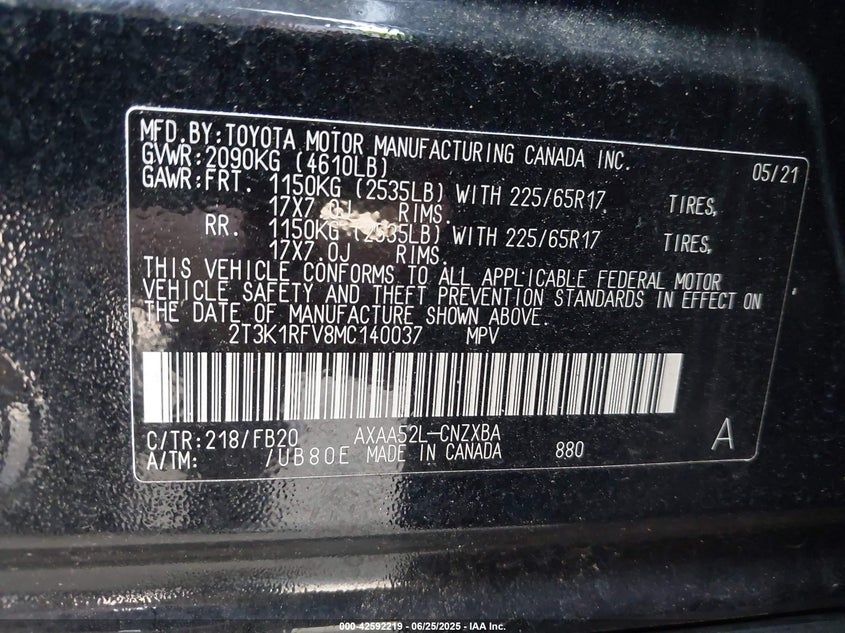 MFD.BY:TOYOTA MOTOR MANUFACTURING CANADA INC.
GVWR:2090KG (4610LB) 05/21
GAWR:FRT. 1150KG (2535LB) WITH 225/65R17 TIRES,
17X7.0J RIMS.
RR. 1150KG (2535LB) WITH 225/65R17 TIRES,
17X7.0J RIMS.
THIS VEHICLE CONFORMS TO ALL APPLICABLE FEDERAL MOTOR
VEHICLE SAFETY AND THEFT PREVENTION STANDARDS IN EFFECT ON
THE DATE OF MANUFACTURE SHOWN ABOVE.
2T3K1RFV8MC140037 MPV
C/TR:218/FB20 AXAA52L-CNZXBA A
A/TM: /UB80E MADE IN CANADA 880
000-42592219 - 06/25/2025 - IAA Inc.